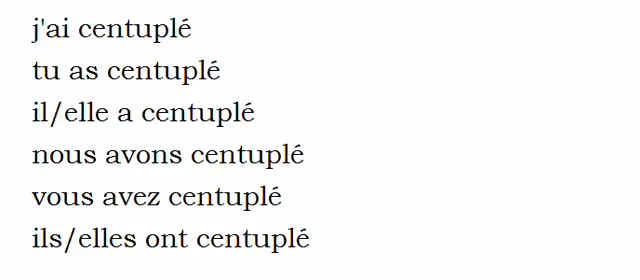 j'ai centuplé
tu as centuplé
il/elle a centuplé
nous avons centuplé
vous avez centuplé
ils/elles ont centuplé